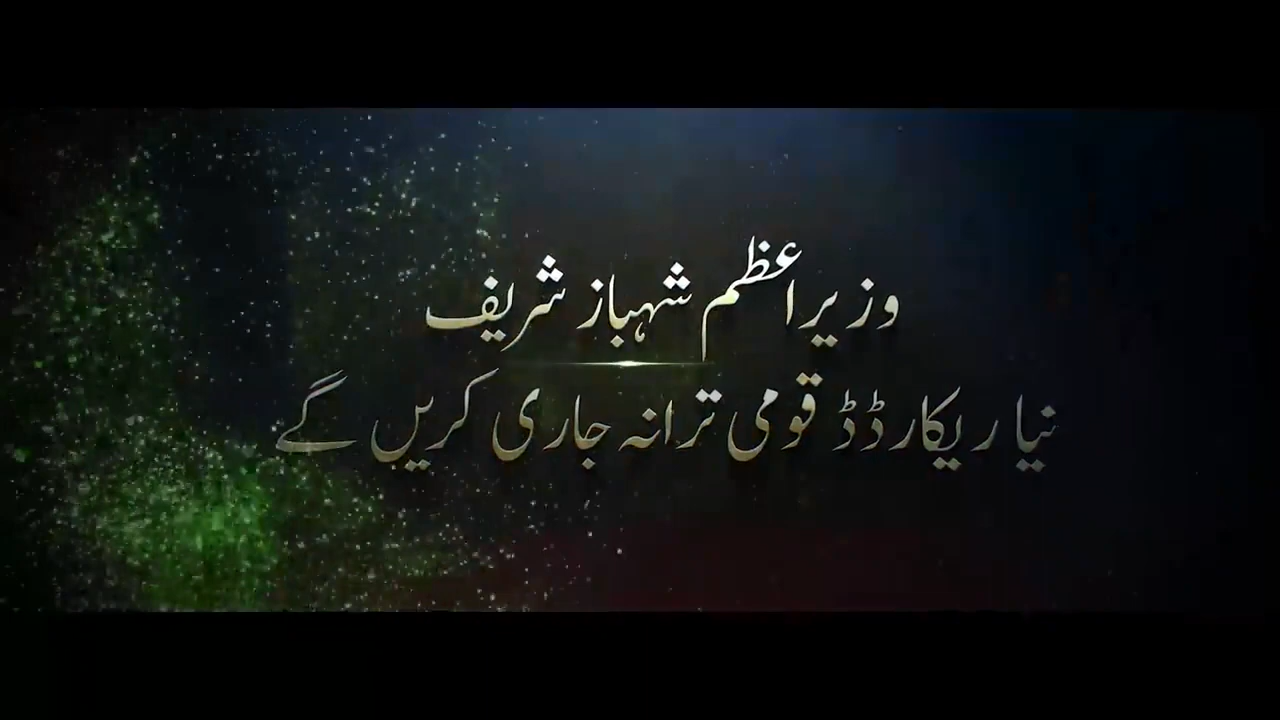 وزیراعظم شہباز شریف
نیا ریکارڈڈ قومی ترانہ جاری کریں گے